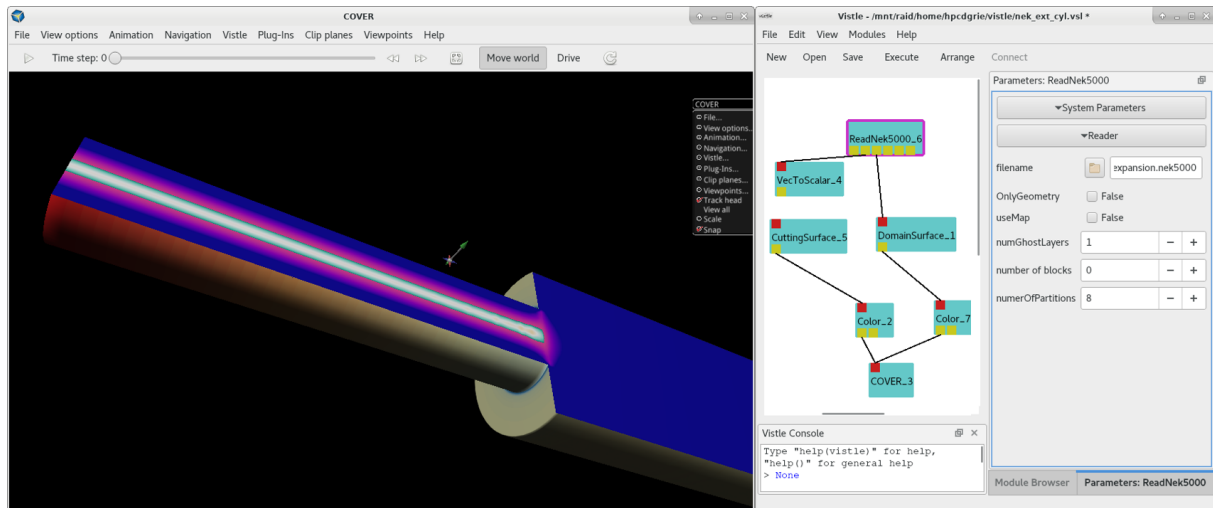 COVER
File View options Animation Navigation Vistle Plug-Ins Clip planes Viewpoints Help
Time step: 0 Move world Drive
COVER
File...
View options...
Animation...
Navigation...
Vistle...
Plug-Ins...
Clip planes...
Viewpoints...
Track head
View all
Scale
Snap
vistle
Vistle - /mnt/raid/home/hpcdgrie/vistle/nek_ext_cyl.vsl *
File Edit View Modules Help
New Open Save Execute Arrange Connect
ReadNek5000_6
VecToScalar_4
CuttingSurface_5
DomainSurface_1
Color_2
Color_7
COVER_3
Vistle Console
Type "help(vistle)" for help,
"help()" for general help
> None
Parameters: ReadNek5000
System Parameters
Reader
filename expansion.nek5000
OnlyGeometry False
useMap False
numGhostLayers 1
number of blocks 0
numerOfPartitions 8
Module Browser Parameters: ReadNek5000